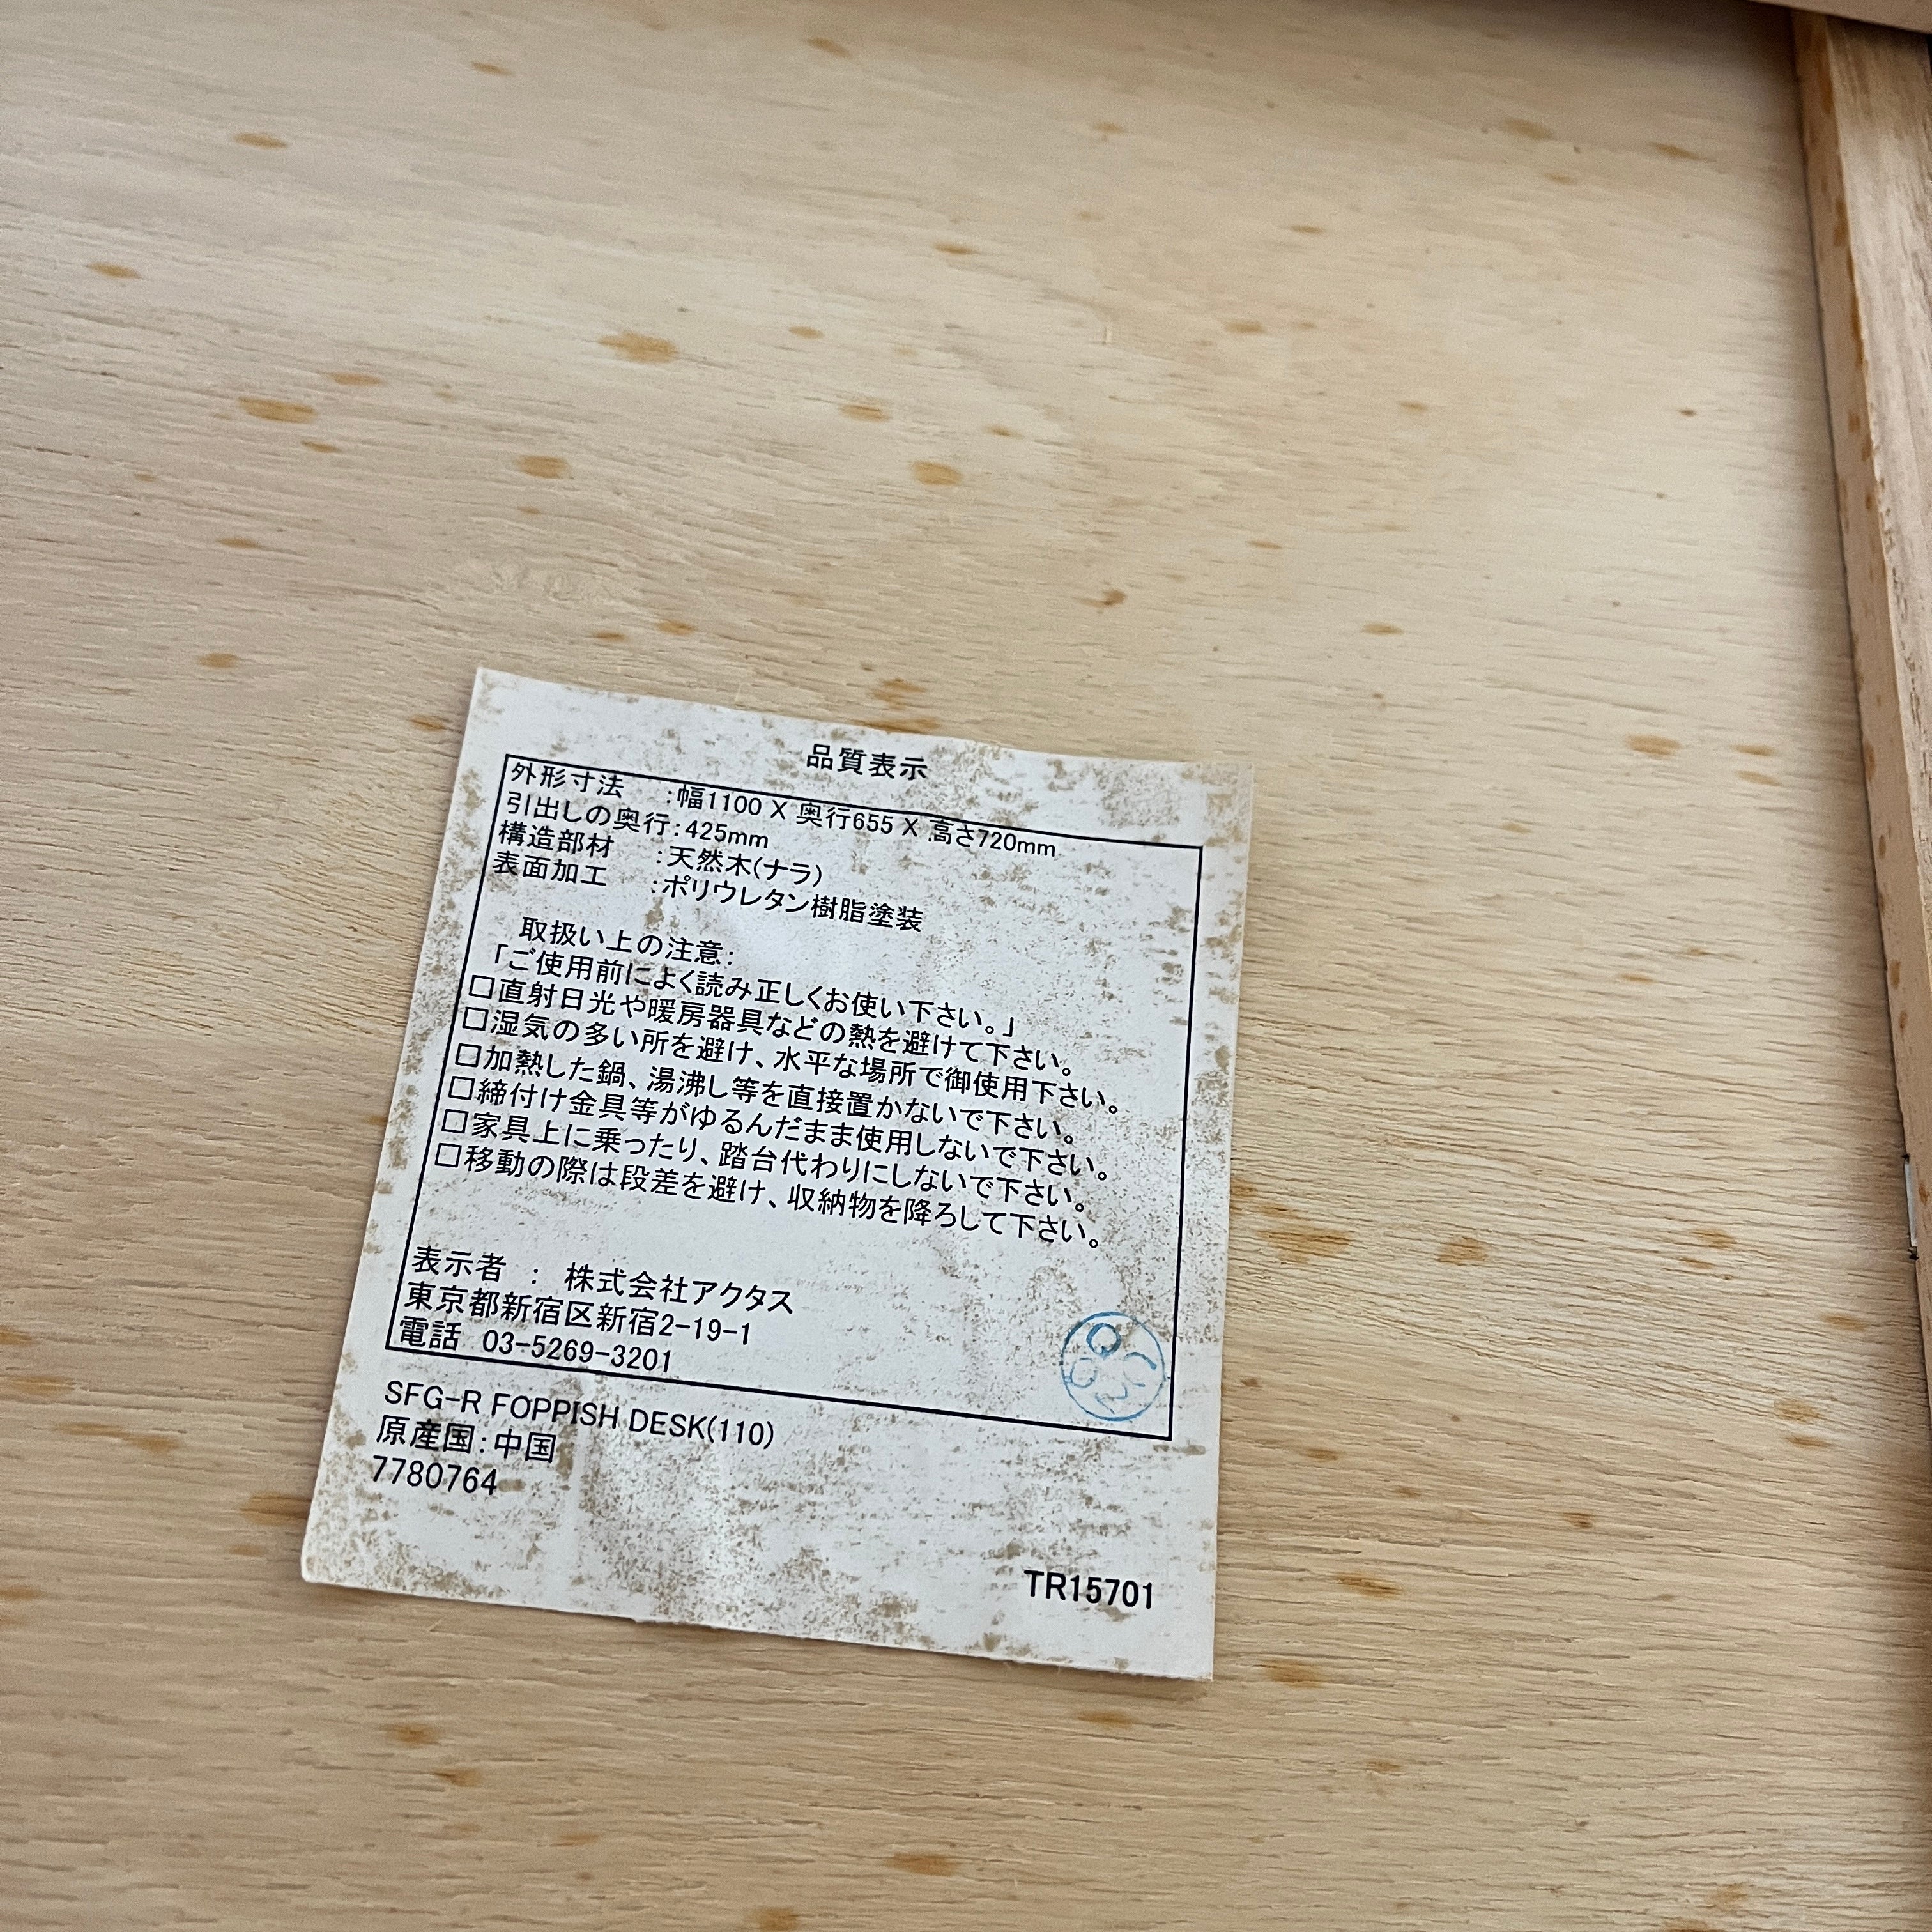 品質表示
外形寸法　:幅1100 X 奥行655 X 高さ720mm
引出しの奥行:425mm
構造部材　:天然木(ナラ)
表面加工　:ポリウレタン樹脂塗装
取扱い上の注意:
「ご使用前によく読み正しくお使い下さい。」
□直射日光や暖房器具などの熱を避けて下さい。
□湿気の多い所を避け、水平な場所で御使用下さい。
□加熱した鍋、湯沸し等を直接置かないで下さい。
□締付け金具等がゆるんだまま使用しないで下さい。
□家具上に乗ったり、踏台代わりにしないで下さい。
□移動の際は段差を避け、収納物を降ろして下さい。
表示者 : 株式会社アクタス
東京都新宿区新宿2-19-1
電話 03-5269-3201
SFG-R FOPPISH DESK(110)
原産国:中国
7780764
TR15701